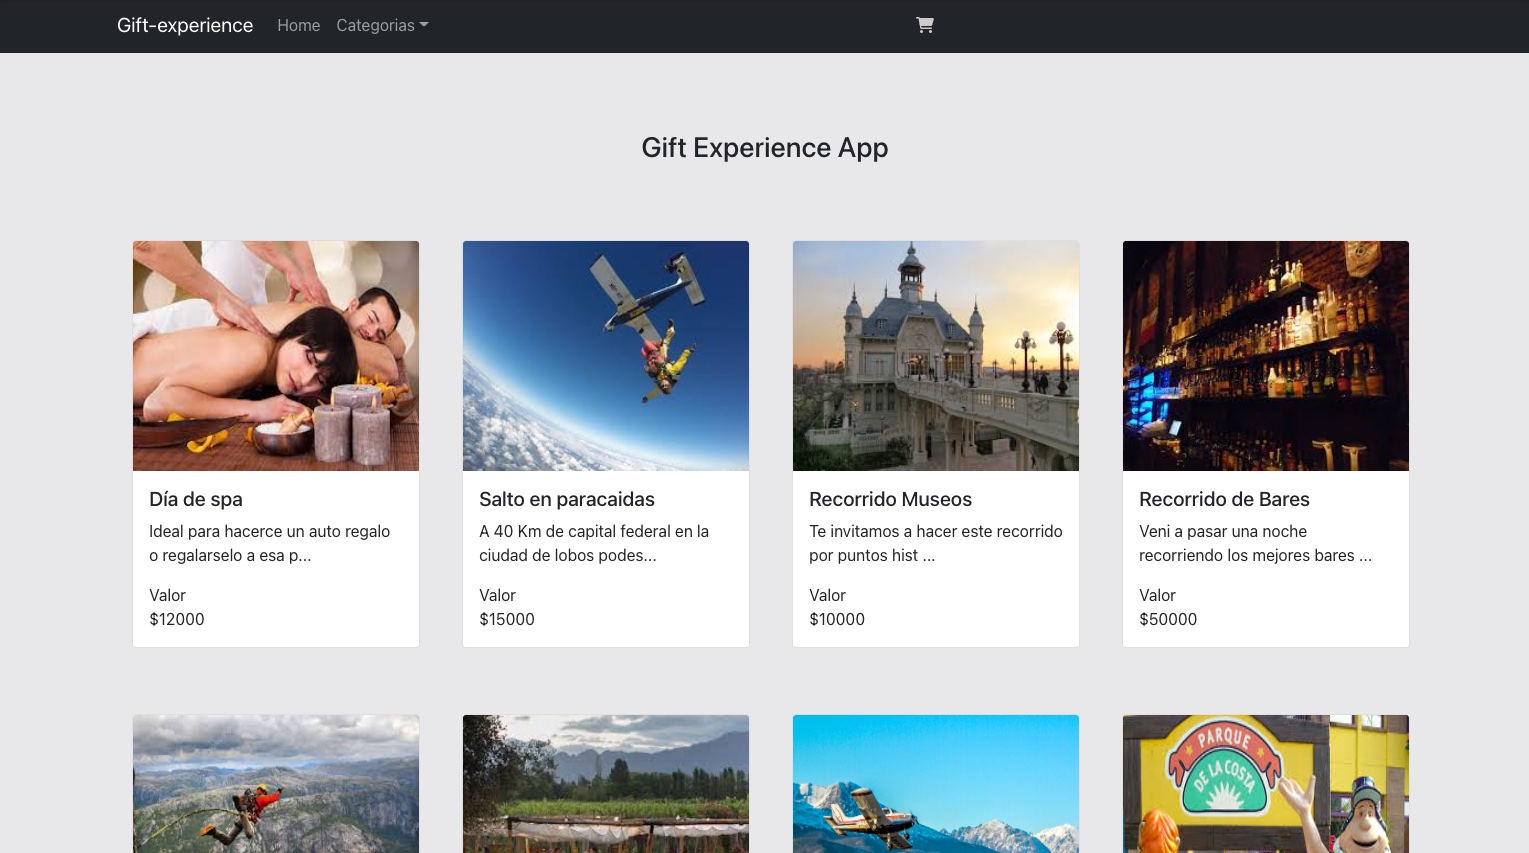 Gift-experience Home Categorias
Gift Experience App
Día de spa
Ideal para hacerce un auto regalo
o regalarselo a esa p...
Valor
$12000
Salto en paracaidas
A 40 Km de capital federal en la
ciudad de lobos podes...
Valor
$15000
Recorrido Museos
Te invitamos a hacer este recorrido
por puntos hist ...
Valor
$10000
Recorrido de Bares
Veni a pasar una noche
recorriendo los mejores bares ...
Valor
$50000
PARQUE
DE LA COSTA